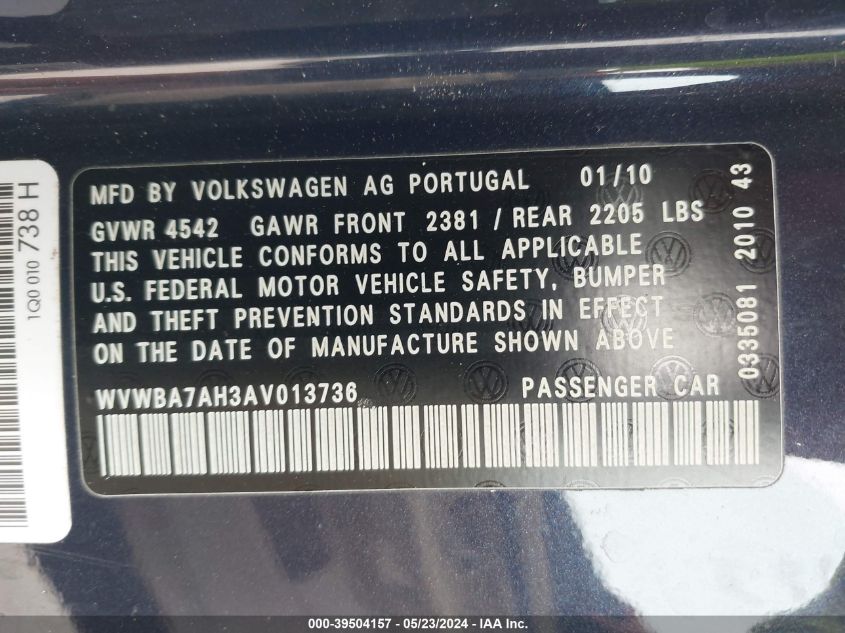 MFD BY VOLKSWAGEN AG PORTUGAL 01/10
GVWR 4542 GAWR FRONT 2381 / REAR 2205 LBS
THIS VEHICLE CONFORMS TO ALL APPLICABLE
U.S. FEDERAL MOTOR VEHICLE SAFETY, BUMPER
AND THEFT PREVENTION STANDARDS IN EFFECT
ON THE DATE OF MANUFACTURE SHOWN ABOVE
WVWBA7AH3AV013736 PASSENGER CAR
0335081 2010 43
1Q0 010 738 H
000-39504157 - 05/23/2024 - IAA Inc.